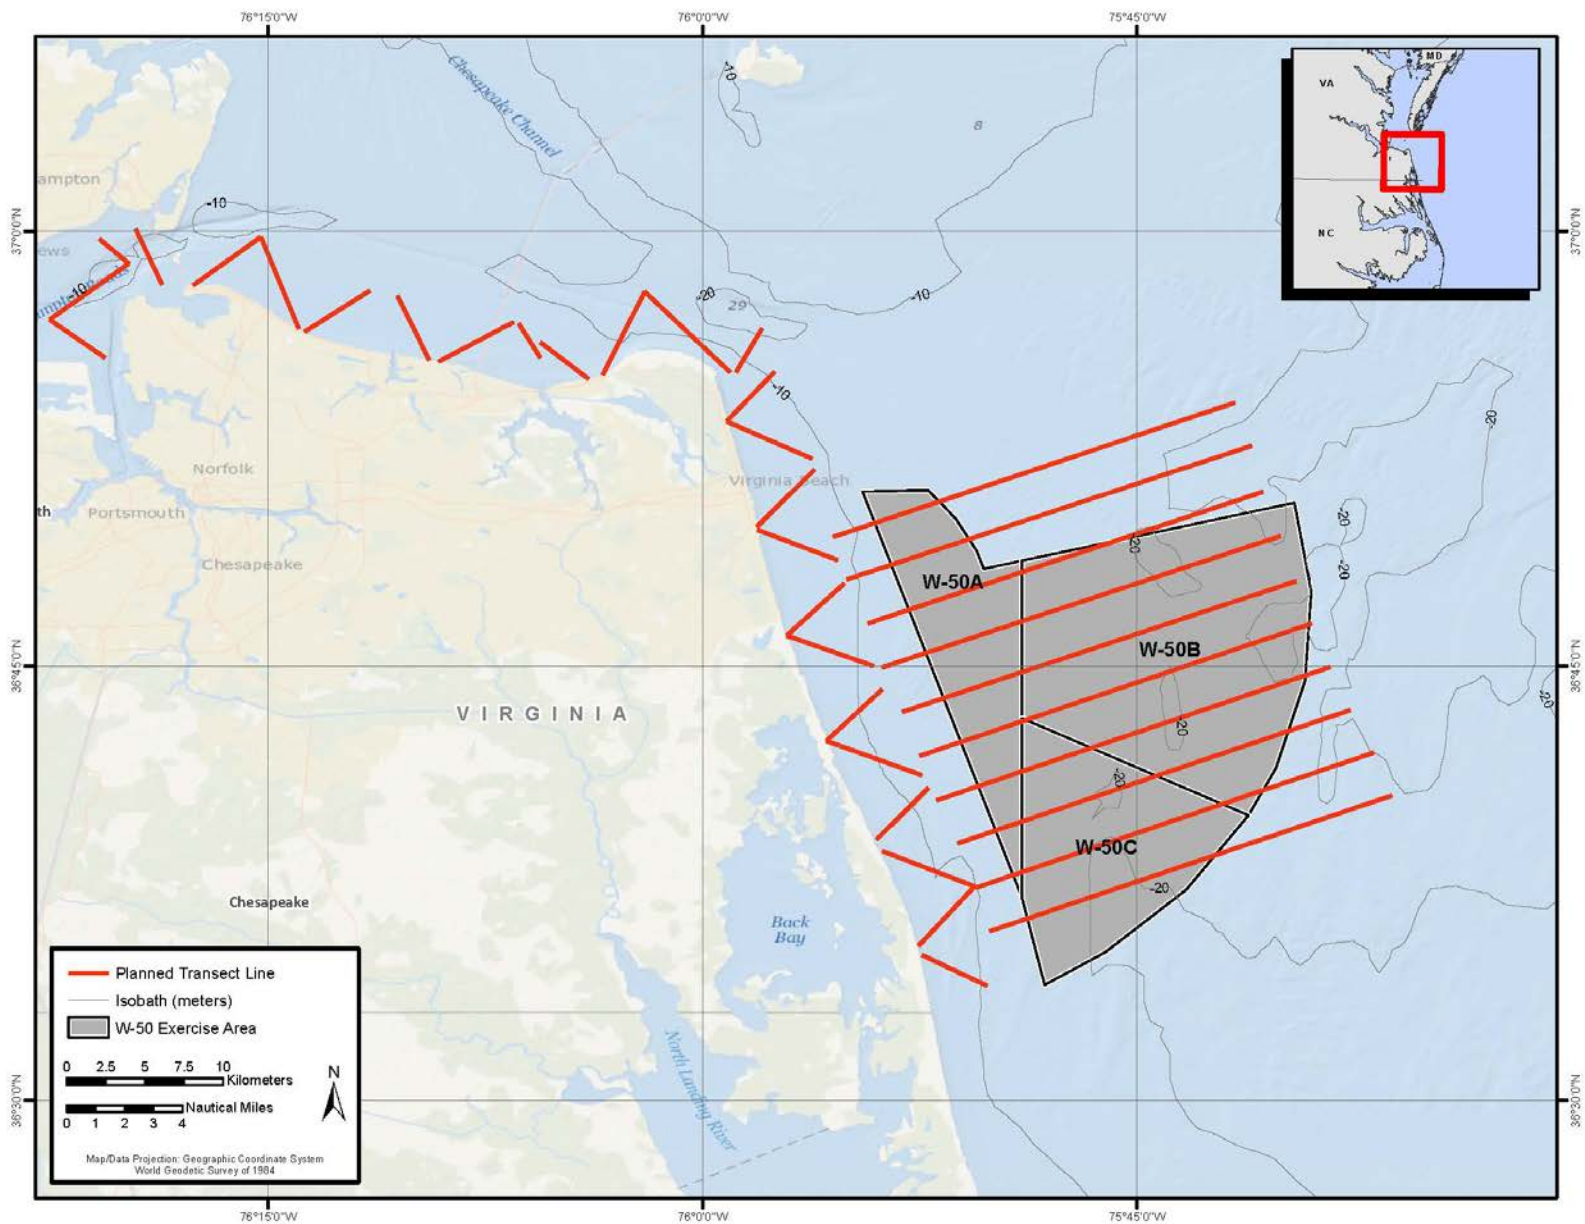 76°15'0"W
76°0'0"W
75°45'0"W
MD
VA
NC
Chesapeake Channel
-10
8
ampton
-10
37°0'0"N
37°0'0"N
ews
-10
-20
29
-10
-10
-20
Norfolk
Virginia Beach
th
Portsmouth
-20
-20
Chesapeake
-20
W-50A
W-50B
36°45'0"N
36°45'0"N
-20
VIRGINIA
-20
-20
W-50C
-20
Chesapeake
Back
Bay
North Landing River
Planned Transect Line
Isobath (meters)
W-50 Exercise Area
0 2.5 5 7.5 10
Kilometers
N
Nautical Miles
0 1 2 3 4
Map/Data Projection: Geographic Coordinate System
World Geodetic Survey of 1984
36°30'0"N
36°30'0"N
76°15'0"W
76°0'0"W
75°45'0"W